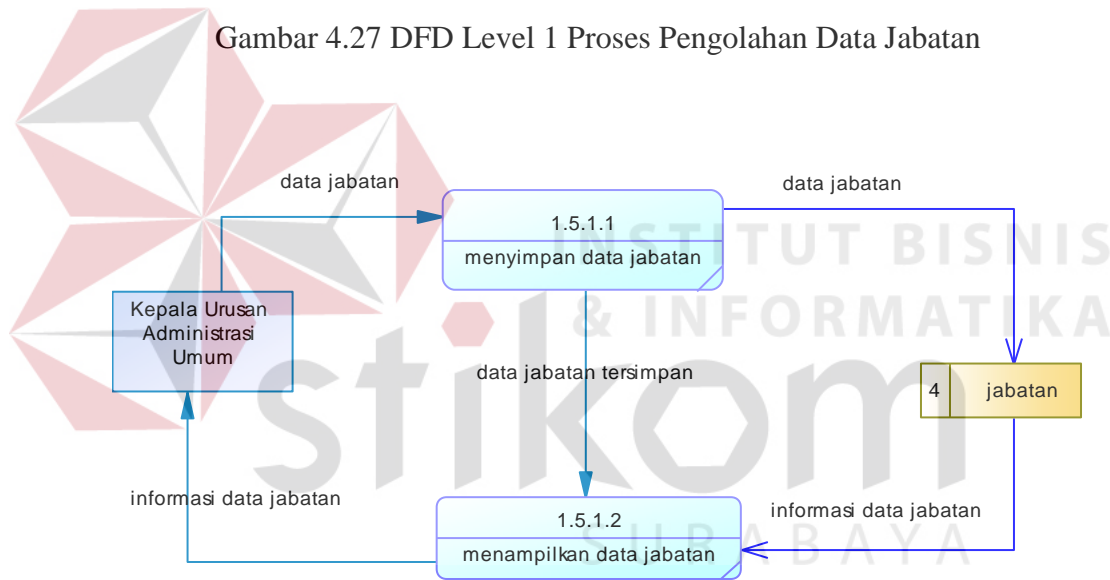 Gambar 4.27 DFD Level 1 Proses Pengolahan Data Jabatan
data jabatan
data jabatan
1.5.1.1
menyimpan data jabatan
INSTITUT BISNIS
& INFORMATIKA
Kepala Urusan
Administrasi
Umum
stikom
data jabatan tersimpan
4
jabatan
informasi data jabatan
informasi data jabatan
1.5.1.2
menampilkan data jabatan
SURABAYA